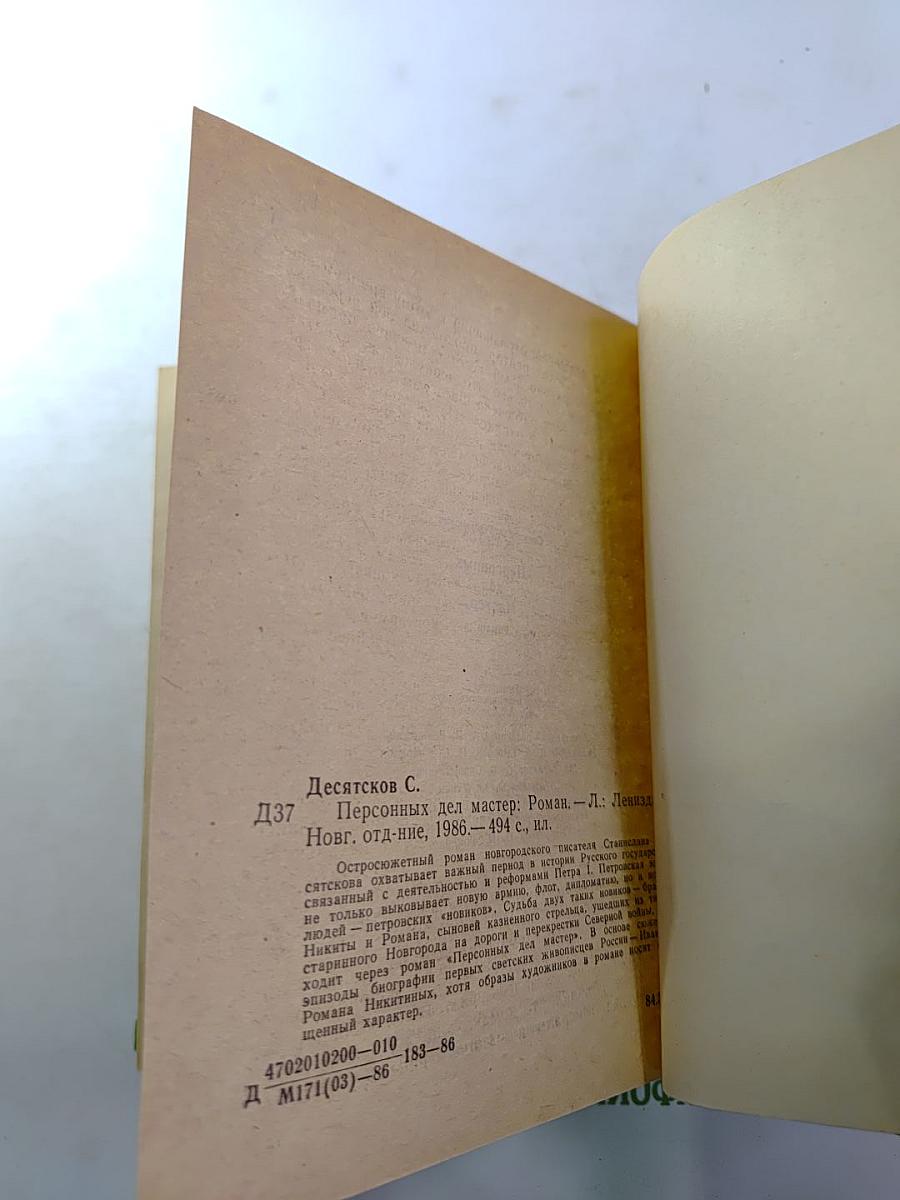 Десятсков С.
Д37 Персонных дел мастер: Роман. — Л.: Ленизд
Новг. отд-ние, 1986.— 494 с., ил.
Остросюжетный роман новгородского писателя Станислава
сятскова охватывает важный период в истории Русского государс
связанный с деятельностью и реформами Петра I. Петровская
не только выковывает новую армию, флот, дипломатию, но и
людей — петровских «новиков». Судьба двух таких новиков — бра
Никиты и Романа, сыновей казненного стрельца, ушедших из
старинного Новгорода на дороги и перекрестки Северной войны,
ходит через роман «Персонных дел мастер». В основе сюже
эпизоды биографии первых светских живописцев России — Ива
Романа Никитиных, хотя образы художников в романе носят
щенный характер.
84.
Д 4702010200—010
М171(03)—86 183—86